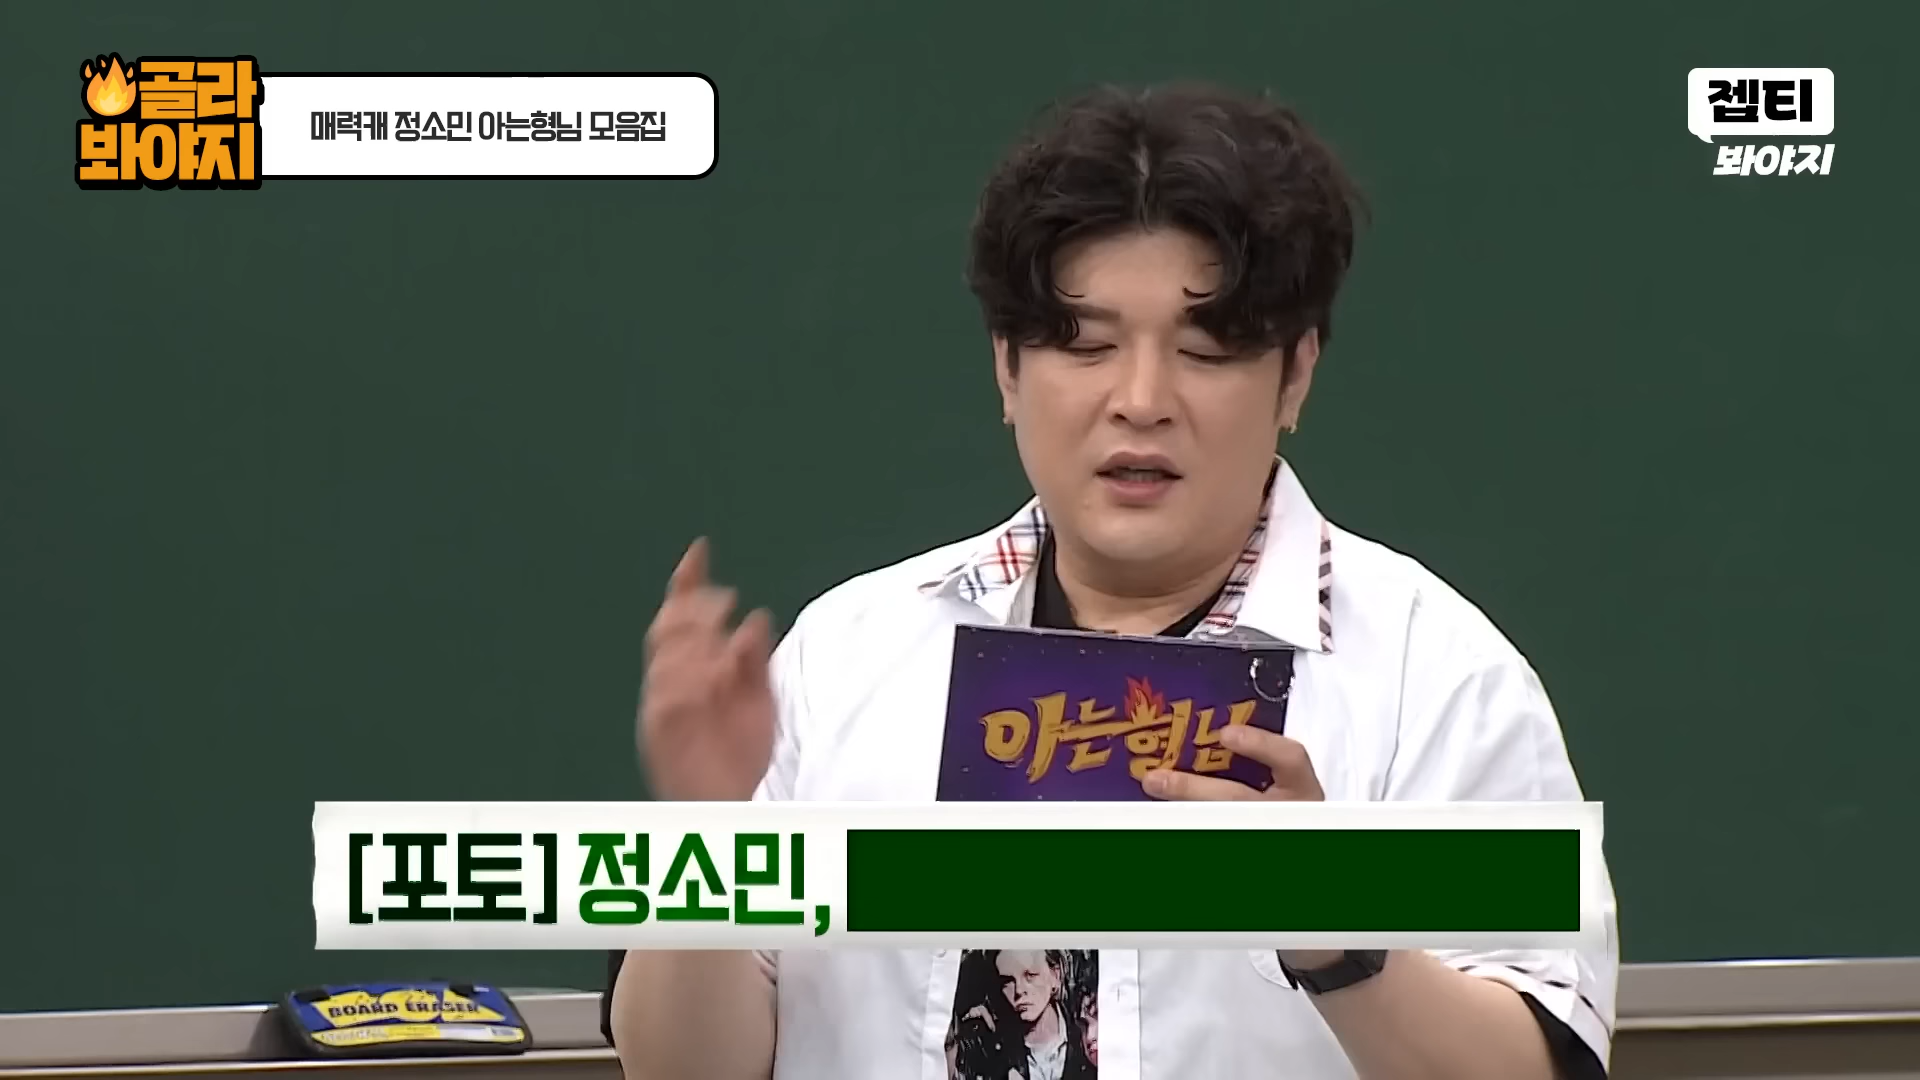 골라
봐야지
매력캐 정소민 아는형님 모음집
젭티
봐야지
아는형님
[포토] 정소민,
BOARD ERASER